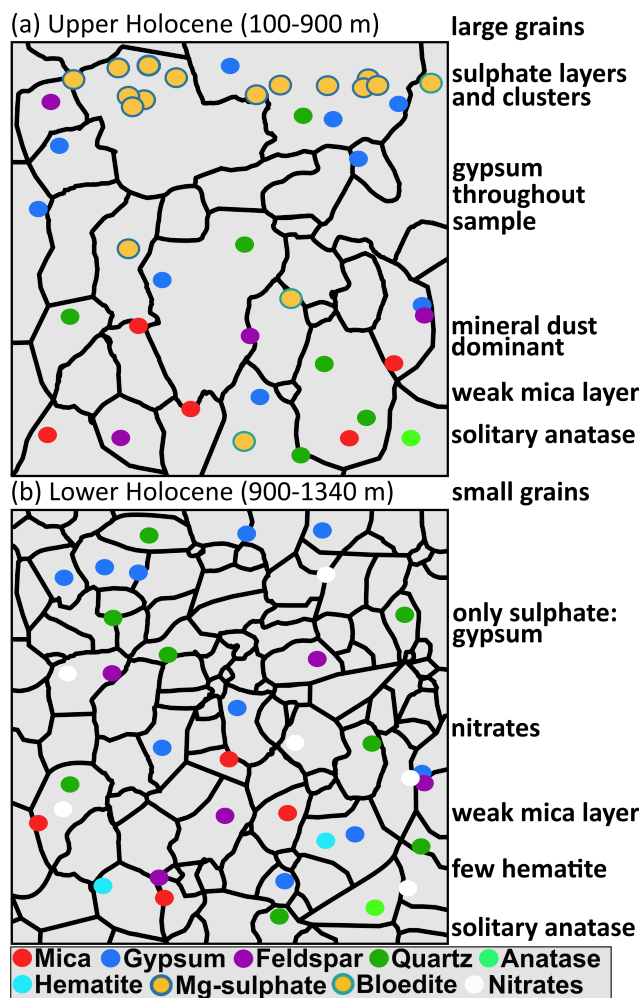 (a) Upper Holocene (100-900 m)
large grains
sulphate layers
and clusters
gypsum
throughout
sample
mineral dust
dominant
weak mica layer
solitary anatase
(b) Lower Holocene (900-1340 m)
small grains
only sulphate:
gypsum
nitrates
weak mica layer
few hematite
solitary anatase
Mica Gypsum Feldspar Quartz Anatase
Hematite Mg-sulphate Bloedite Nitrates